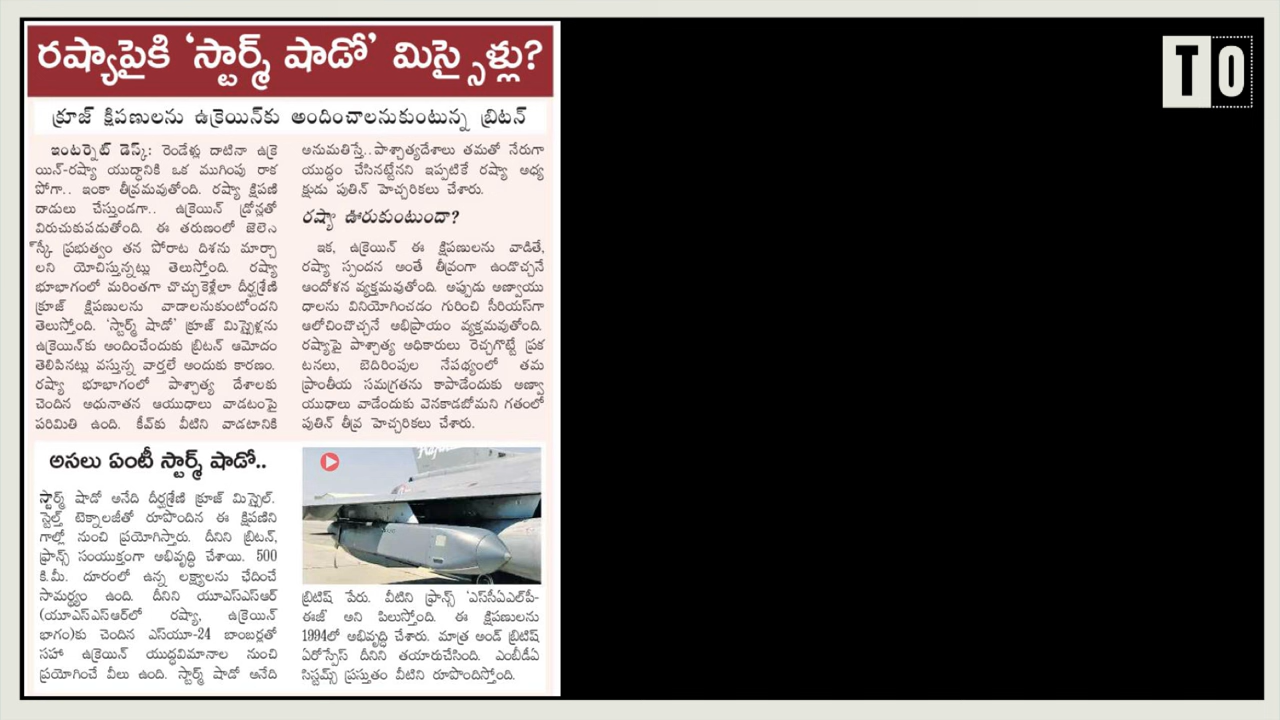 రష్యాపైకి ‘స్టార్మ్ షాడో’ మిస్సైళ్లు?
క్రూజ్ క్షిపణులను ఉక్రెయిన్‌కు అందించాలనుకుంటున్న బ్రిటన్
ఇంటర్నెట్ డెస్క్: రెండేళ్లు దాటినా ఉక్రె
యిన్-రష్యా యుద్ధానికి ఒక ముగింపు రాక
పోగా.. ఇంకా తీవ్రమవుతోంది. రష్యా క్షిపణి
దాడులు చేస్తుండగా.. ఉక్రెయిన్ డ్రోన్లతో
విరుచుకుపడుతోంది. ఈ తరుణంలో జెలెన్
స్కీ ప్రభుత్వం తన పోరాట దిశను మార్చా
లని యోచిస్తున్నట్లు తెలుస్తోంది. రష్యా
భూభాగంలో మరింతగా చొచ్చుకెళ్లేలా దీర్ఘశ్రేణి
క్రూజ్ క్షిపణులను వాడాలనుకుంటోందని
తెలుస్తోంది. ‘స్టార్మ్ షాడో’ క్రూజ్ మిస్సైళ్లను
ఉక్రెయిన్‌కు అందించేందుకు బ్రిటన్ ఆమోదం
తెలిపినట్లు వస్తున్న వార్తలే అందుకు కారణం.
రష్యా భూభాగంలో పాశ్చాత్య దేశాలకు
చెందిన అధునాతన ఆయుధాలు వాడటంపై
పరిమితి ఉంది. కీవ్‌కు వీటిని వాడటానికి
అనుమతిస్తే..పాశ్చాత్యదేశాలు తమతో నేరుగా
యుద్ధం చేసినట్టేనని ఇప్పటికే రష్యా అధ్య
క్షుడు పుతిన్ హెచ్చరికలు చేశారు.
రష్యా ఊరుకుంటుందా?
ఇక, ఉక్రెయిన్ ఈ క్షిపణులను వాడితే,
రష్యా స్పందన అంతే తీవ్రంగా ఉండొచ్చనే
ఆందోళన వ్యక్తమవుతోంది. అప్పుడు అణ్వాయు
ధాలను వినియోగించడం గురించి సీరియస్‌గా
ఆలోచించొచ్చనే అభిప్రాయం వ్యక్తమవుతోంది.
రష్యాపై పాశ్చాత్య అధికారులు రెచ్చగొట్టే ప్రక
టనలు, బెదిరింపుల నేపథ్యంలో తమ
ప్రాంతీయ సమగ్రతను కాపాడేందుకు అణ్వా
యుధాలు వాడేందుకు వెనకాడబోమని గతంలో
పుతిన్ తీవ్ర హెచ్చరికలు చేశారు.
అసలు ఏంటీ స్టార్మ్ షాడో..
స్టార్మ్ షాడో అనేది దీర్ఘశ్రేణి క్రూజ్ మిస్సైల్.
స్టెల్త్ టెక్నాలజీతో రూపొందిన ఈ క్షిపణిని
గాల్లో నుంచి ప్రయోగిస్తారు. దీనిని బ్రిటన్,
ఫ్రాన్స్ సంయుక్తంగా అభివృద్ధి చేశాయి. 500
కి.మీ. దూరంలో ఉన్న లక్ష్యాలను ఛేదించే
సామర్థ్యం ఉంది. దీనిని యూఎస్ఎస్ఆర్
(యూఎస్ఎస్ఆర్‌లో రష్యా, ఉక్రెయిన్
భాగం)కు చెందిన ఎస్‌యూ-24 బాంబర్లతో
సహా ఉక్రెయిన్ యుద్ధవిమానాల నుంచి
ప్రయోగించే వీలు ఉంది. స్టార్మ్ షాడో అనేది
బ్రిటిష్ పేరు. వీటిని ఫ్రాన్స్ ‘ఎస్‌సీఏఎల్‌పీ-
ఈజీ’ అని పిలుస్తోంది. ఈ క్షిపణులను
1994లో అభివృద్ధి చేశారు. మాత్ర అండ్ బ్రిటిష్
ఏరోస్పేస్ దీనిని తయారుచేసింది. ఎంబీడీఏ
సిస్టమ్స్ ప్రస్తుతం వీటిని రూపొందిస్తోంది.
TO